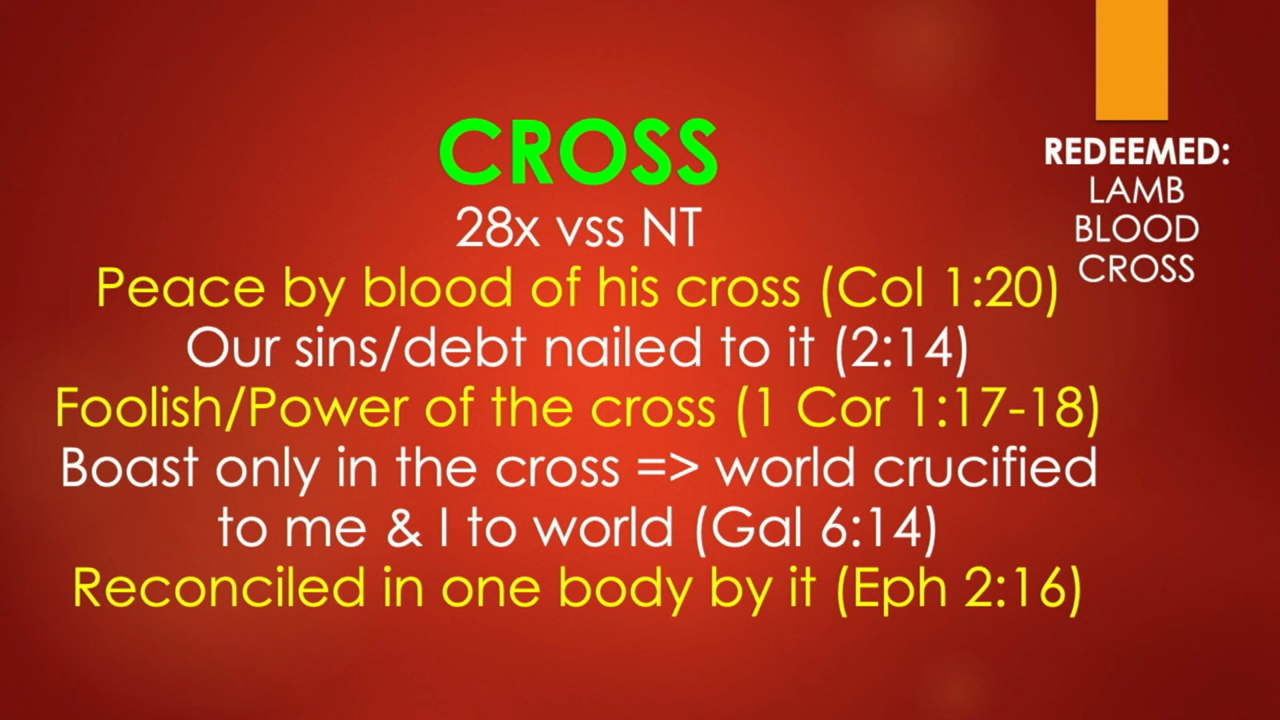 CROSS
28x vss NT
Peace by blood of his cross (Col 1:20)
Our sins/debt nailed to it (2:14)
Foolish/Power of the cross (1 Cor 1:17-18)
Boast only in the cross => world crucified
to me & I to world (Gal 6:14)
Reconciled in one body by it (Eph 2:16)
REDEEMED:
LAMB
BLOOD
CROSS